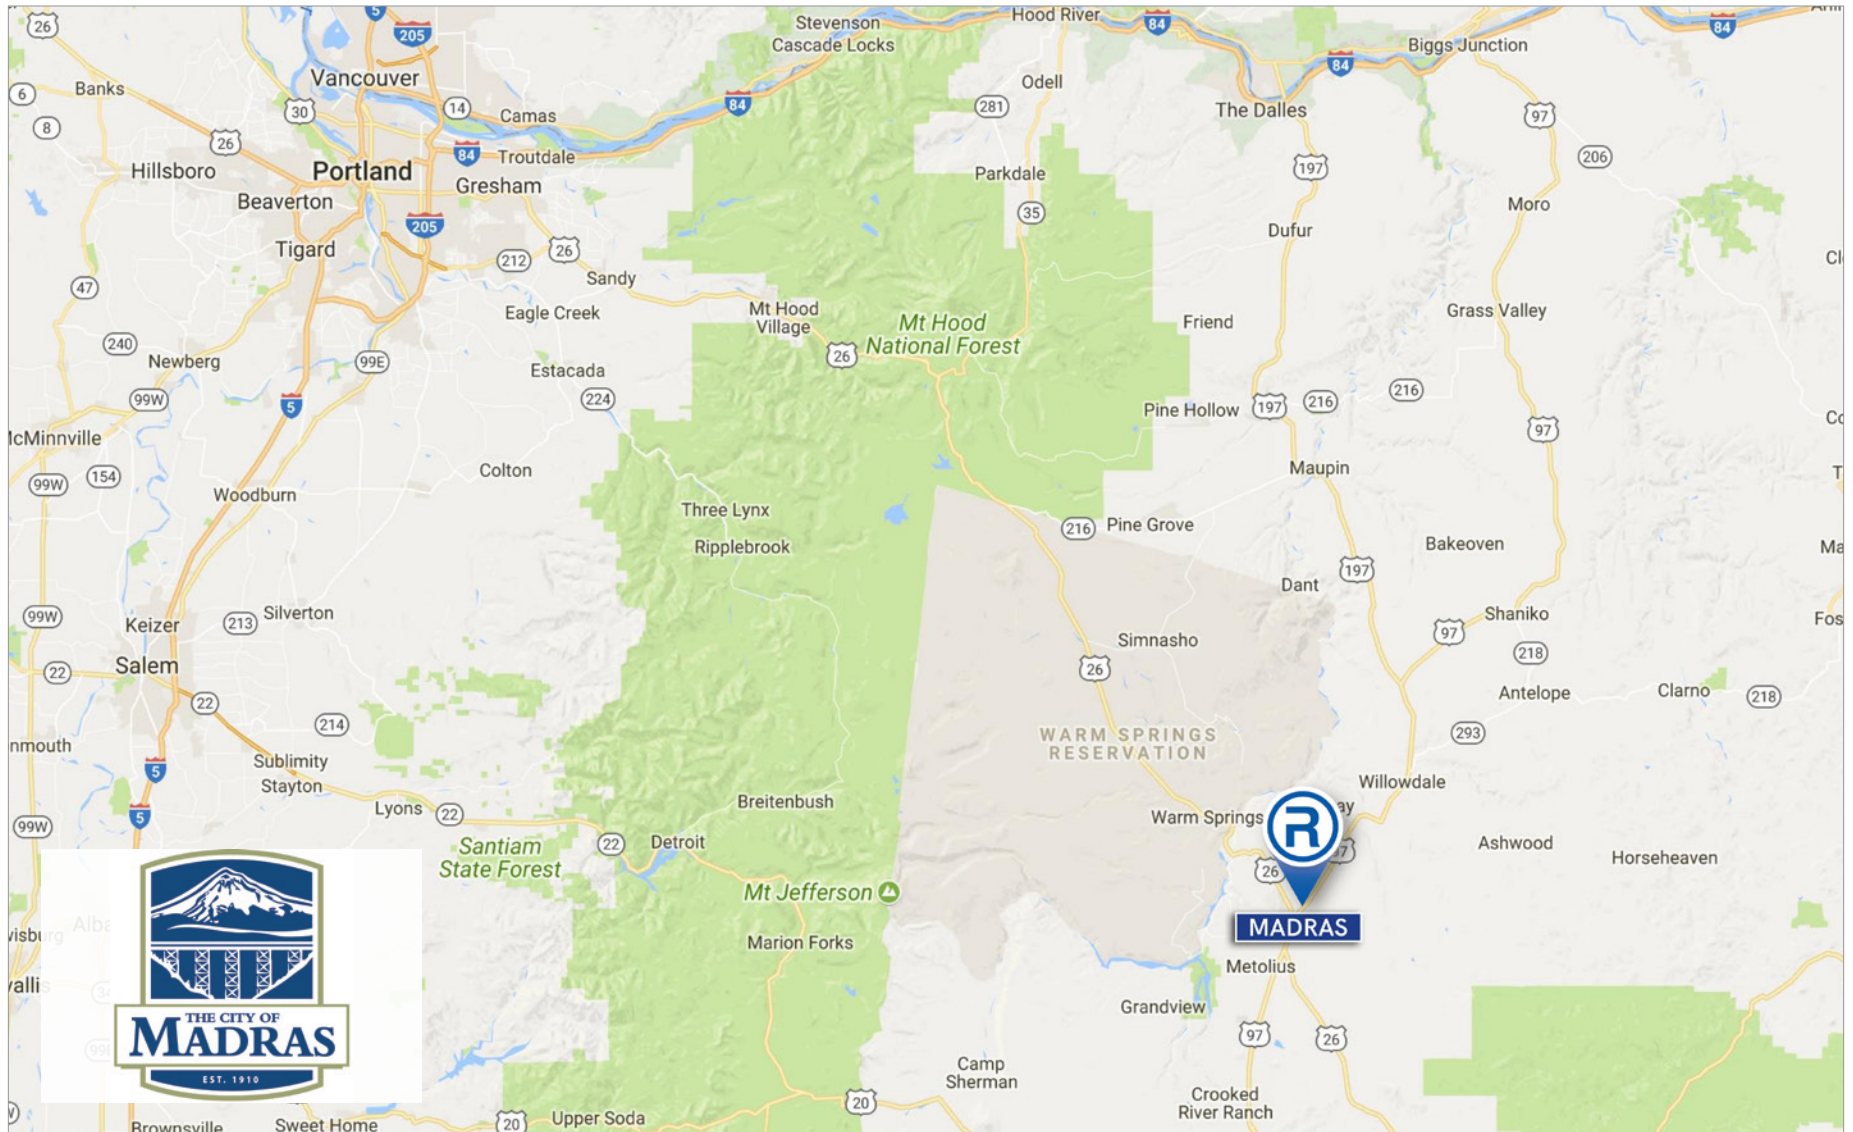 26
5
205
Stevenson
Cascade Locks
Hood River
84
84
Biggs Junction
Vancouver
84
6
Banks
Odell
30
14
Camas
84
281
The Dalles
97
8
26
Hillsboro
Portland
84
Troutdale
Gresham
Parkdale
197
206
Beaverton
205
35
Moro
Tigard
212
26
Dufur
Sandy
47
Eagle Creek
Mt Hood
Village
Mt Hood
National Forest
Friend
Grass Valley
240
Newberg
99E
26
Estacada
99W
5
224
Pine Hollow
197
216
216
97
Colton
Maupin
99W
154
Woodburn
Three Lynx
Ripplebrook
216
Pine Grove
Bakeoven
197
Dant
99W
Keizer
213
Silverton
Shaniko
97
Simnasho
218
Salem
22
26
22
Antelope
Clarno
218
214
WARM SPRINGS
RESERVATION
293
Sublimity
Stayton
5
Willowdale
Lyons
22
Breitenbush
Warm Springs
R
5
99W
22
Detroit
Ashwood
Horseheaven
Santiam
State Forest
26
Mt Jefferson
MADRAS
Marion Forks
Metolius
THE CITY OF
MADRAS
EST. 1910
Grandview
97
26
Camp
Sherman
Crooked
River Ranch
20
20
Upper Soda
Brownsville
Sweet Home